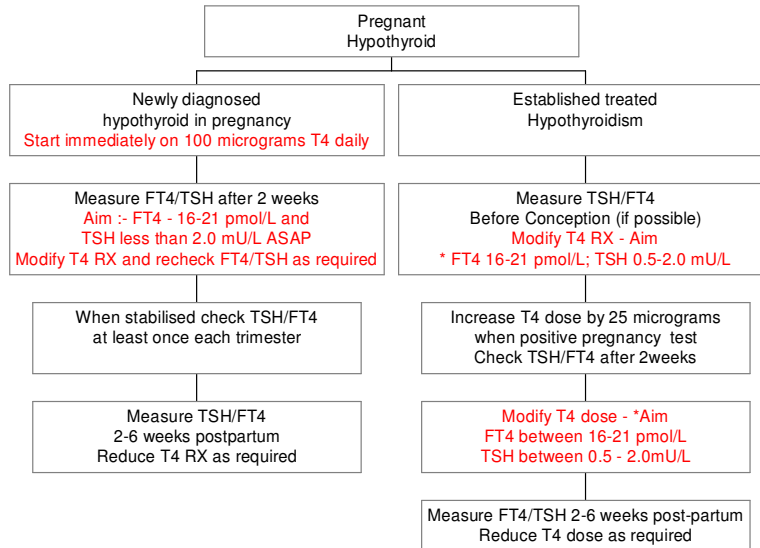 Pregnant
Hypothyroid
Newly diagnosed
hypothyroid in pregnancy
Start immediately on 100 micrograms T4 daily
Measure FT4/TSH after 2 weeks
Aim :- FT4 - 16-21 pmol/L and
TSH less than 2.0 mU/L ASAP
Modify T4 RX and recheck FT4/TSH as required
When stabilised check TSH/FT4
at least once each trimester
Measure TSH/FT4
2-6 weeks postpartum
Reduce T4 RX as required
Established treated
Hypothyroidism
Measure TSH/FT4
Before Conception (if possible)
Modify T4 RX - Aim
* FT4 16-21 pmol/L; TSH 0.5-2.0 mU/L
Increase T4 dose by 25 micrograms
when positive pregnancy test
Check TSH/FT4 after 2weeks
Modify T4 dose - *Aim
FT4 between 16-21 pmol/L
TSH between 0.5 - 2.0mU/L
Measure FT4/TSH 2-6 weeks post-partum
Reduce T4 dose as required